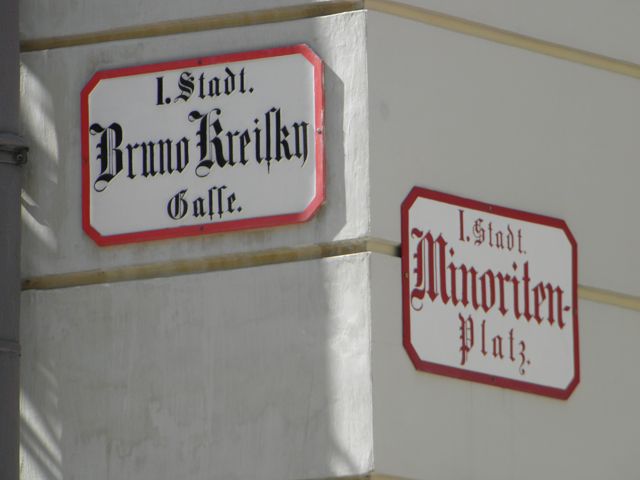 I. Stadt.
Bruno Kreiſky
Gaſſe.
I. Stadt.
Minoriten-
Platz.